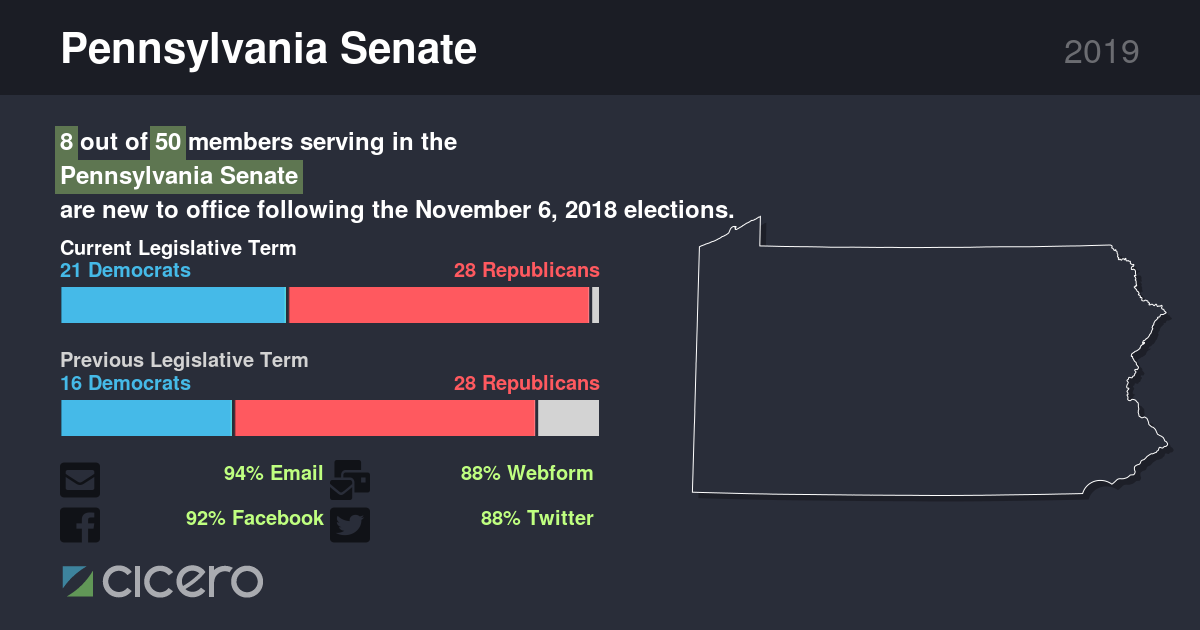 Pennsylvania Senate
2019
8 out of 50 members serving in the
Pennsylvania Senate
are new to office following the November 6, 2018 elections.
Current Legislative Term
21 Democrats
28 Republicans
Previous Legislative Term
16 Democrats
28 Republicans
94% Email
88% Webform
92% Facebook
88% Twitter
cicero